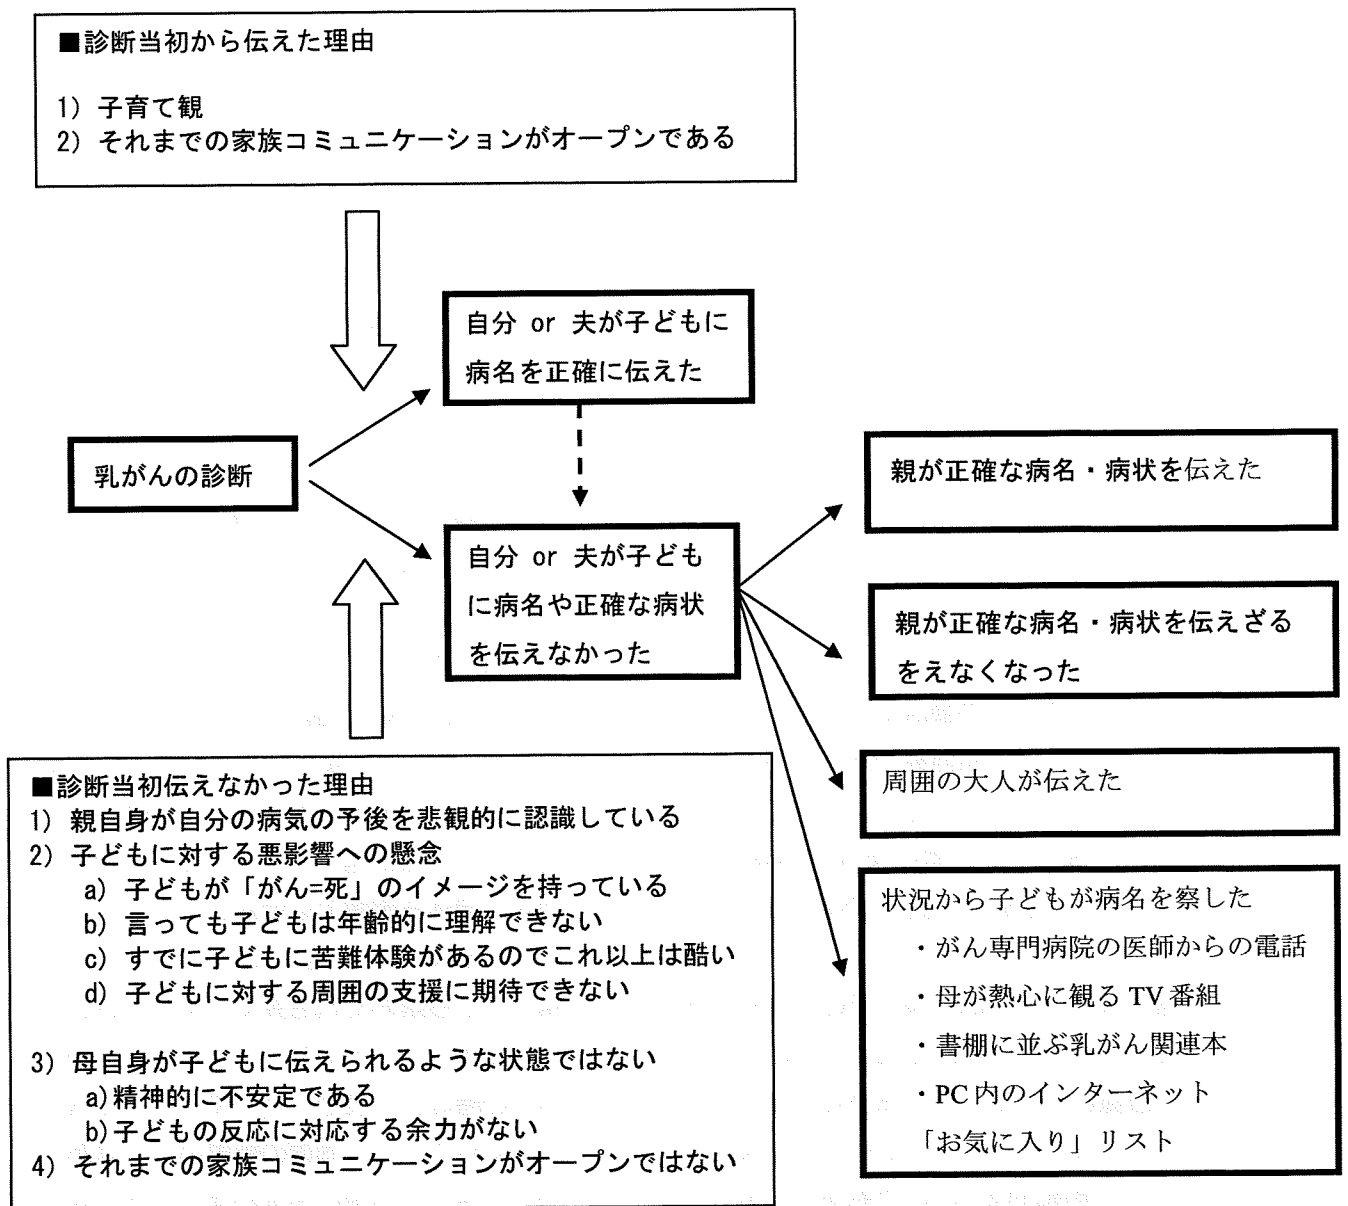 ■診断当初から伝えた理由
1) 子育て観
2) それまでの家族コミュニケーションがオープンである
自分 or 夫が子どもに
病名を正確に伝えた
乳がんの診断
自分 or 夫が子ども
に病名や正確な病状
を伝えなかった
親が正確な病名・病状を伝えた
親が正確な病名・病状を伝えざる
をえなくなった
周囲の大人が伝えた
状況から子どもが病名を察した
・がん専門病院の医師からの電話
・母が熱心に観る TV 番組
・書棚に並ぶ乳がん関連本
・PC 内のインターネット
「お気に入り」リスト
■診断当初伝えなかった理由
1) 親自身が自分の病気の予後を悲観的に認識している
2) 子どもに対する悪影響への懸念
a) 子どもが「がん=死」のイメージを持っている
b) 言っても子どもは年齢的に理解できない
c) すでに子どもに苦難体験があるのでこれ以上は酷い
d) 子どもに対する周囲の支援に期待できない
3) 母自身が子どもに伝えられるような状態ではない
a)精神的に不安定である
b)子どもの反応に対応する余力がない
4) それまでの家族コミュニケーションがオープンではない